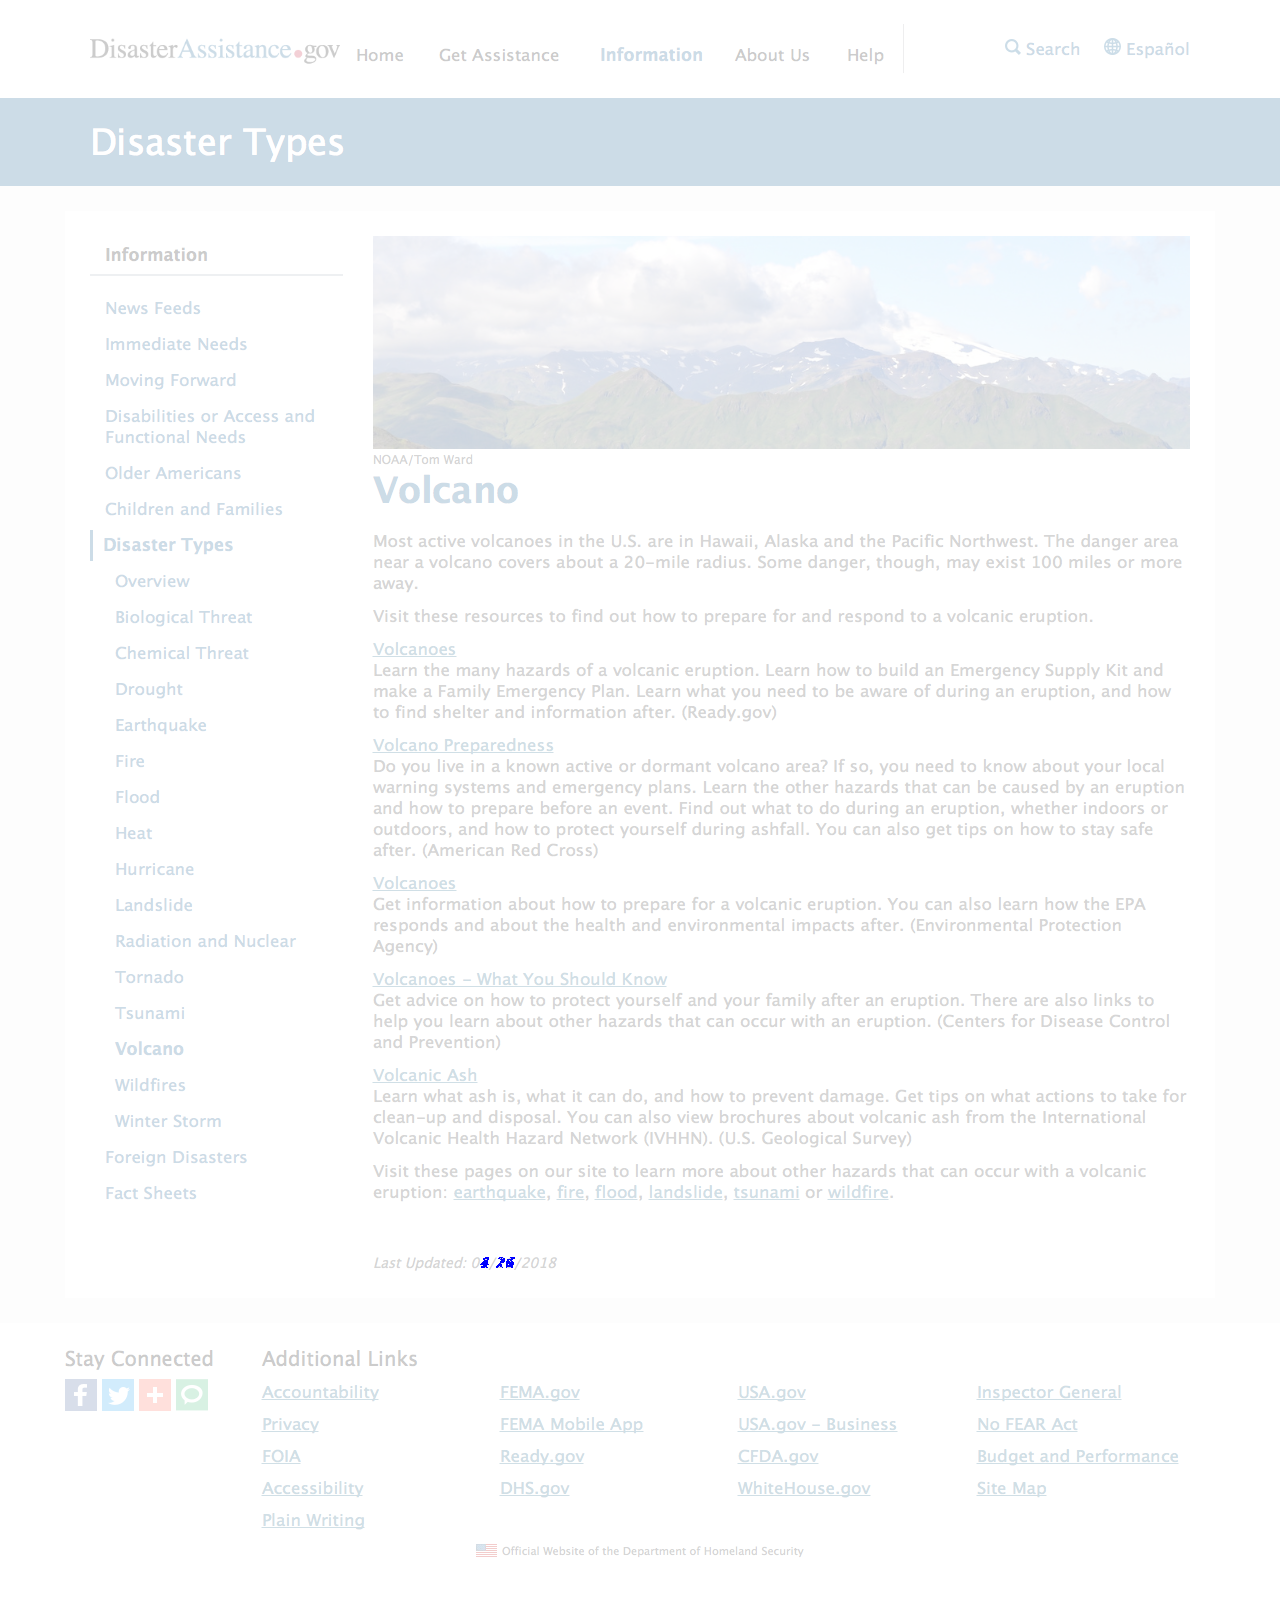 DisasterAssistance.gov Home Get Assistance Information About Us Help Search Español
Disaster Types
Information
News Feeds
Immediate Needs
Moving Forward
Disabilities or Access and
Functional Needs
Older Americans
Children and Families
Disaster Types
Overview
Biological Threat
Chemical Threat
Drought
Earthquake
Fire
Flood
Heat
Hurricane
Landslide
Radiation and Nuclear
Tornado
Tsunami
Volcano
Wildfires
Winter Storm
Foreign Disasters
Fact Sheets
NOAA/Tom Ward
Volcano
Most active volcanoes in the U.S. are in Hawaii, Alaska and the Pacific Northwest. The danger area
near a volcano covers about a 20-mile radius. Some danger, though, may exist 100 miles or more
away.
Visit these resources to find out how to prepare for and respond to a volcanic eruption.
Volcanoes
Learn the many hazards of a volcanic eruption. Learn how to build an Emergency Supply Kit and
make a Family Emergency Plan. Learn what you need to be aware of during an eruption, and how
to find shelter and information after. (Ready.gov)
Volcano Preparedness
Do you live in a known active or dormant volcano area? If so, you need to know about your local
warning systems and emergency plans. Learn the other hazards that can be caused by an eruption
and how to prepare before an event. Find out what to do during an eruption, whether indoors or
outdoors, and how to protect yourself during ashfall. You can also get tips on how to stay safe
after. (American Red Cross)
Volcanoes
Get information about how to prepare for a volcanic eruption. You can also learn how the EPA
responds and about the health and environmental impacts after. (Environmental Protection
Agency)
Volcanoes - What You Should Know
Get advice on how to protect yourself and your family after an eruption. There are also links to
help you learn about other hazards that can occur with an eruption. (Centers for Disease Control
and Prevention)
Volcanic Ash
Learn what ash is, what it can do, and how to prevent damage. Get tips on what actions to take for
clean-up and disposal. You can also view brochures about volcanic ash from the International
Volcanic Health Hazard Network (IVHHN). (U.S. Geological Survey)
Visit these pages on our site to learn more about other hazards that can occur with a volcanic
eruption: earthquake, fire, flood, landslide, tsunami or wildfire.
Last Updated: /2018
Stay Connected
Additional Links
Accountability FEMA.gov USA.gov Inspector General
Privacy FEMA Mobile App USA.gov - Business No FEAR Act
FOIA Ready.gov CFDA.gov Budget and Performance
Accessibility DHS.gov WhiteHouse.gov Site Map
Plain Writing
Official Website of the Department of Homeland Security